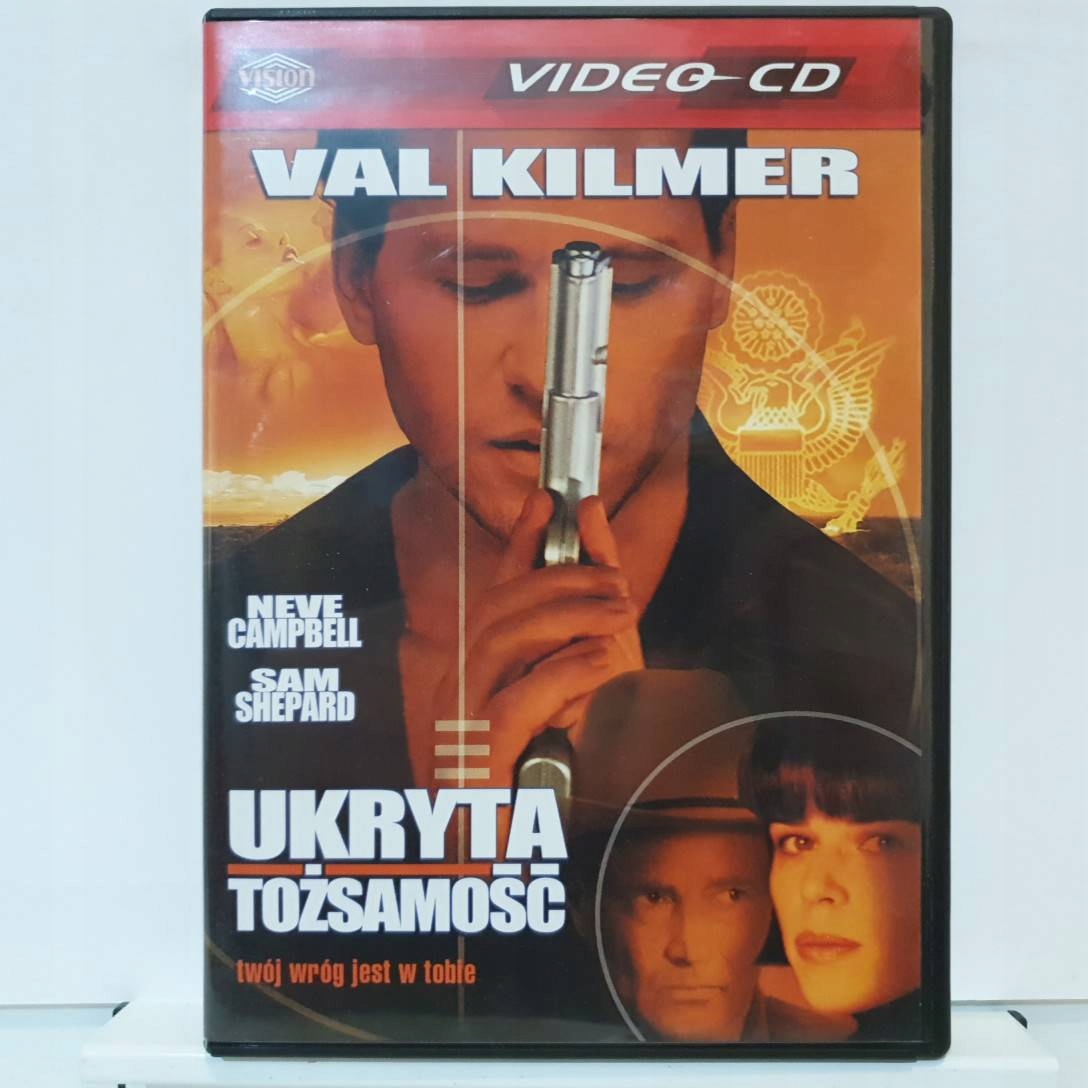 vision
VIDEO-CD
VAL KILMER
NEVE
CAMPBELL
SAM
SHEPARD
UKRYTA
TOŻSAMOŚĆ
twój wróg jest w tobie